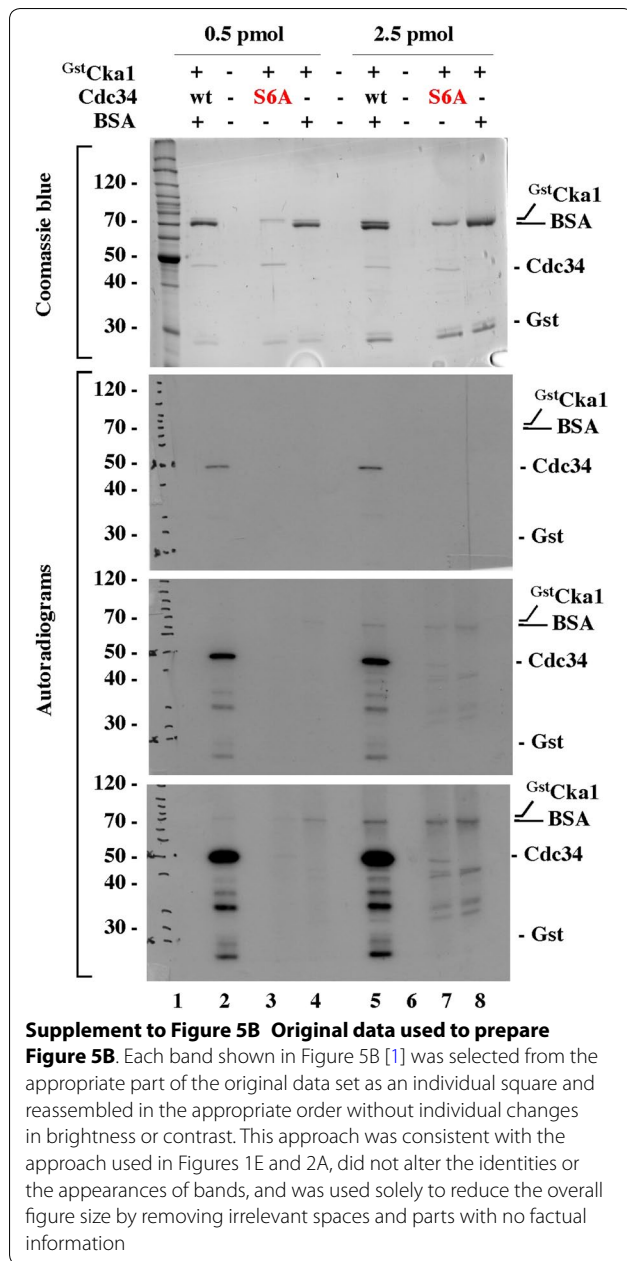 0.5 pmol 2.5 pmol
GstCka1 + - + + - + - + +
Cdc34 wt - S6A - - wt - S6A -
BSA + - - + - + - - +
Coomassie blue
120 -
70 -
50 -
40 -
30 -
GstCka1
BSA
- Cdc34
- Gst
Autoradiograms
120 -
70 -
50 -
40 -
30 -
GstCka1
BSA
- Cdc34
- Gst
120 -
70 -
50 -
40 -
30 -
GstCka1
BSA
- Cdc34
- Gst
120 -
70 -
50 -
40 -
30 -
GstCka1
BSA
- Cdc34
- Gst
1 2 3 4 5 6 7 8
Supplement to Figure 5B Original data used to prepare
Figure 5B. Each band shown in Figure 5B [1] was selected from the
appropriate part of the original data set as an individual square and
reassembled in the appropriate order without individual changes
in brightness or contrast. This approach was consistent with the
approach used in Figures 1E and 2A, did not alter the identities or
the appearances of bands, and was used solely to reduce the overall
figure size by removing irrelevant spaces and parts with no factual
information